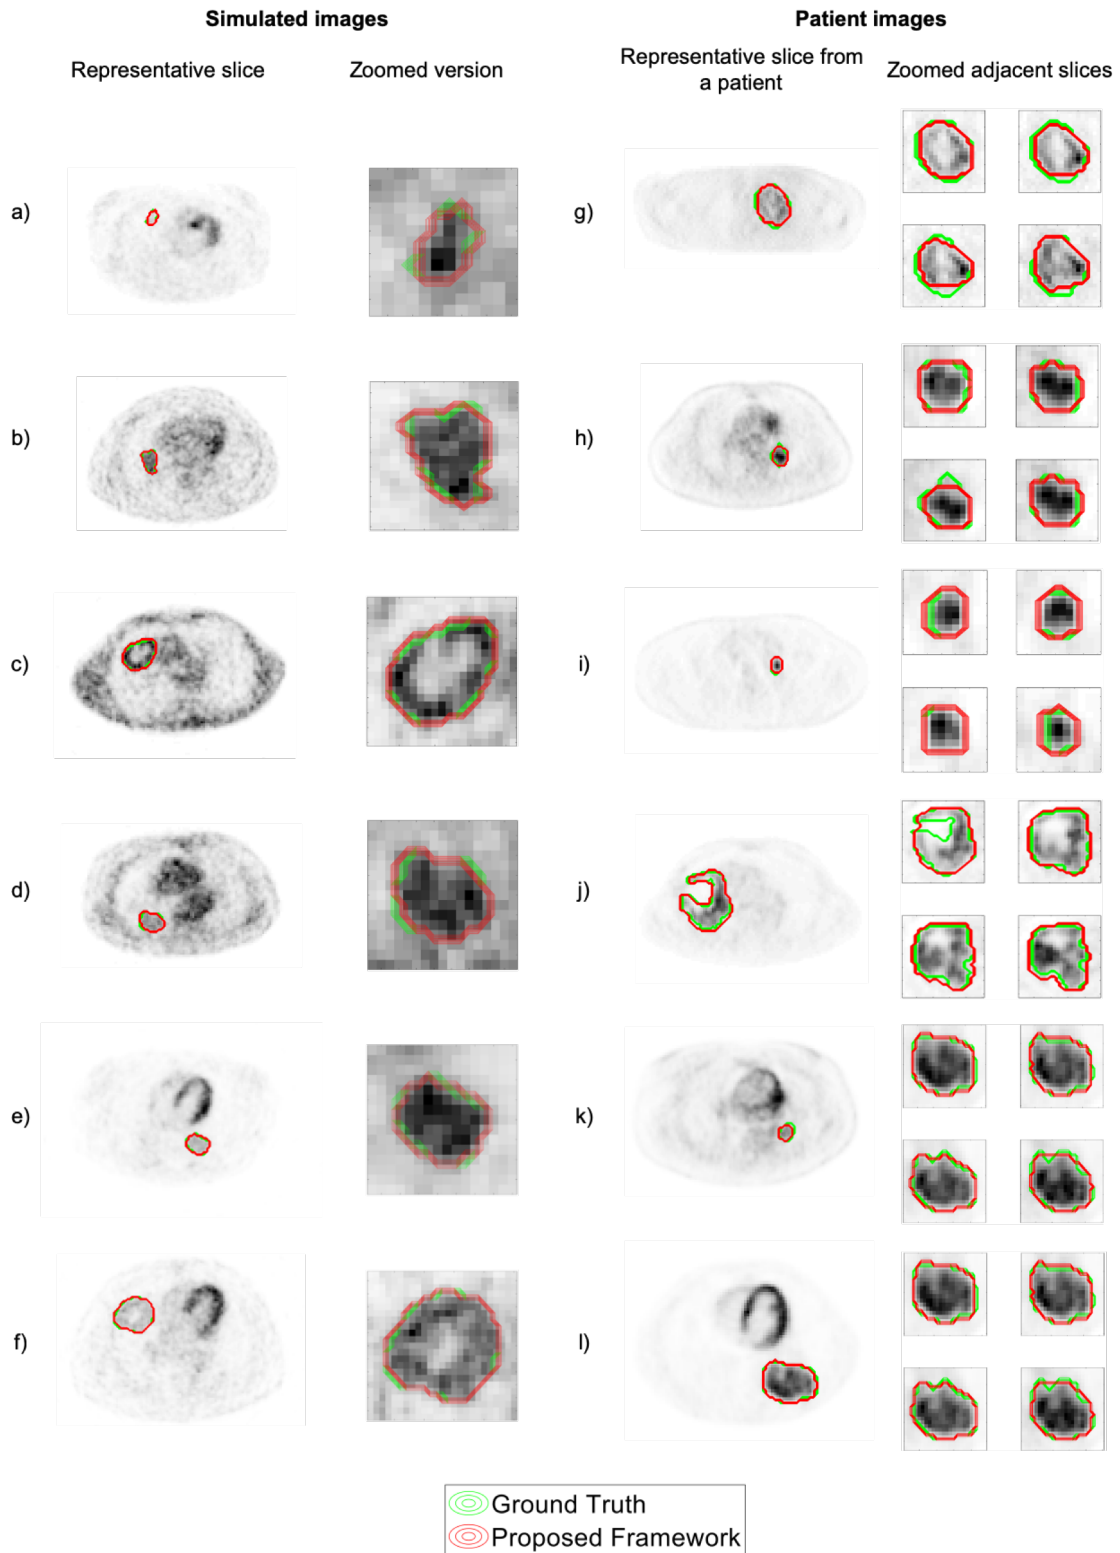 Simulated images
Patient images
Representative slice
Zoomed version
Representative slice from
a patient
Zoomed adjacent slices
a)
g)
b)
h)
c)
i)
d)
j)
e)
k)
f)
l)
Ground Truth
Proposed Framework